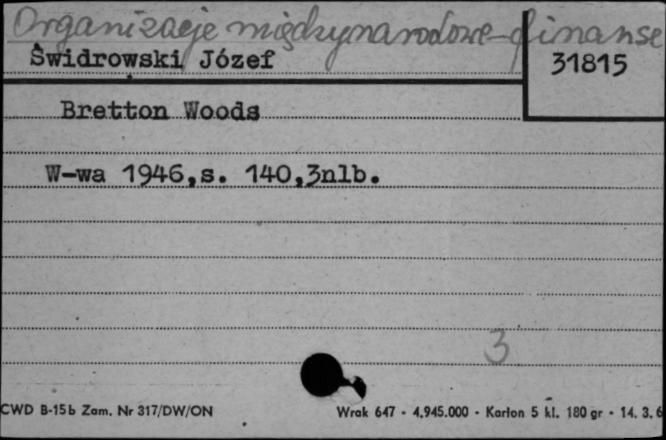 Organizacje międzynarodowe - finanse
Świdrowski Józef 31815
Bretton Woods
W-wa 1946,s. 140,3nlb.
3
CWD B-15b Zam. Nr 317/DW/ON Wrak 647 - 4.945.000 - Karton 5 kl. 180 gr - 14. 3. 6